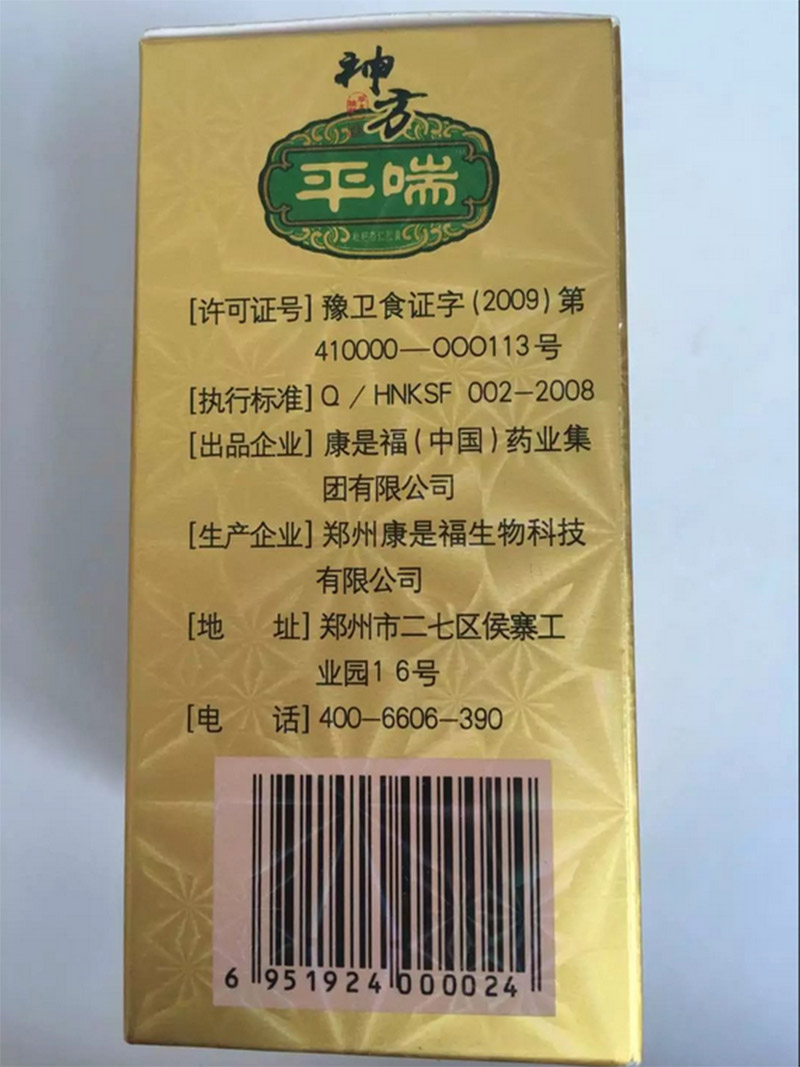 神方
平喘
[许可证号] 豫卫食证字(2009)第
410000—OOO113号
[执行标准] Q / HNKSF 002-2008
[出品企业] 康是福(中国)药业集
团有限公司
[生产企业] 郑州康是福生物科技
有限公司
[地 址] 郑州市二七区侯寨工
业园1 6号
[电 话] 400-6606-390
6 951924 000024